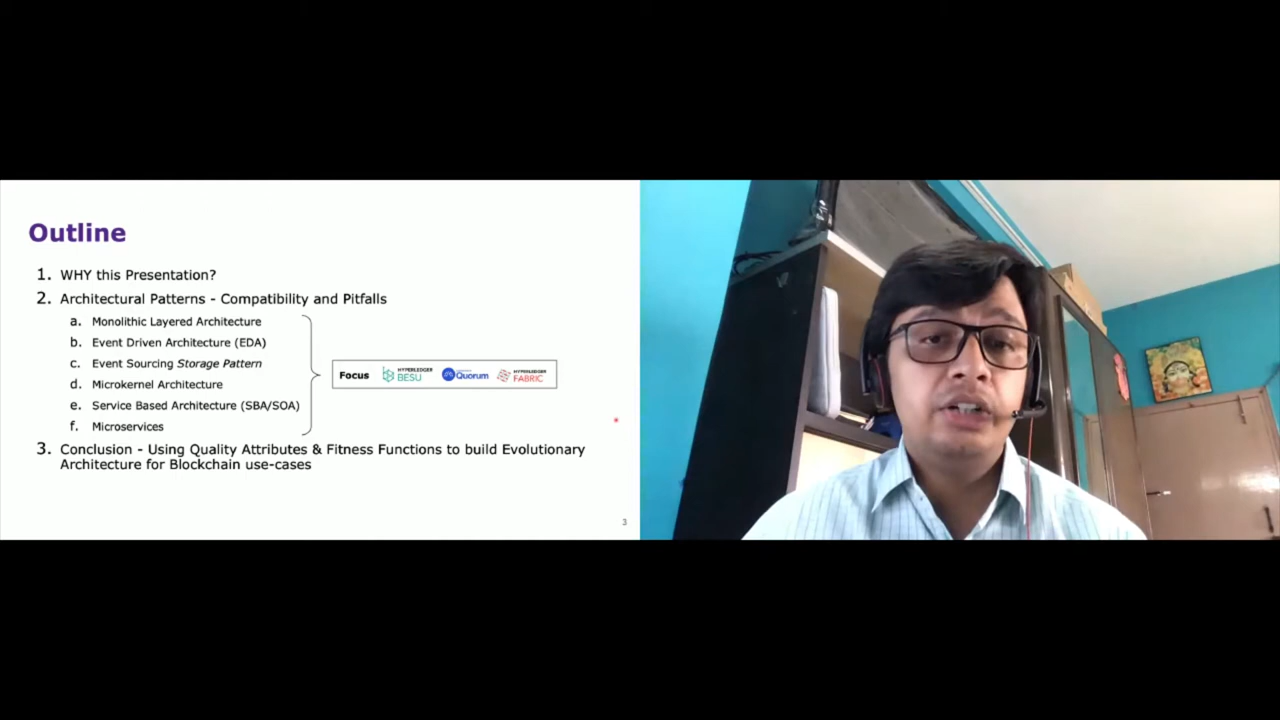 Outline
1. WHY this Presentation?
2. Architectural Patterns - Compatibility and Pitfalls
a. Monolithic Layered Architecture
b. Event Driven Architecture (EDA)
c. Event Sourcing Storage Pattern
d. Microkernel Architecture
e. Service Based Architecture (SBA/SOA)
f. Microservices
Focus
HYPERLEDGER
BESU
Quorum
HYPERLEDGER
FABRIC
3. Conclusion - Using Quality Attributes & Fitness Functions to build Evolutionary
Architecture for Blockchain use-cases
3